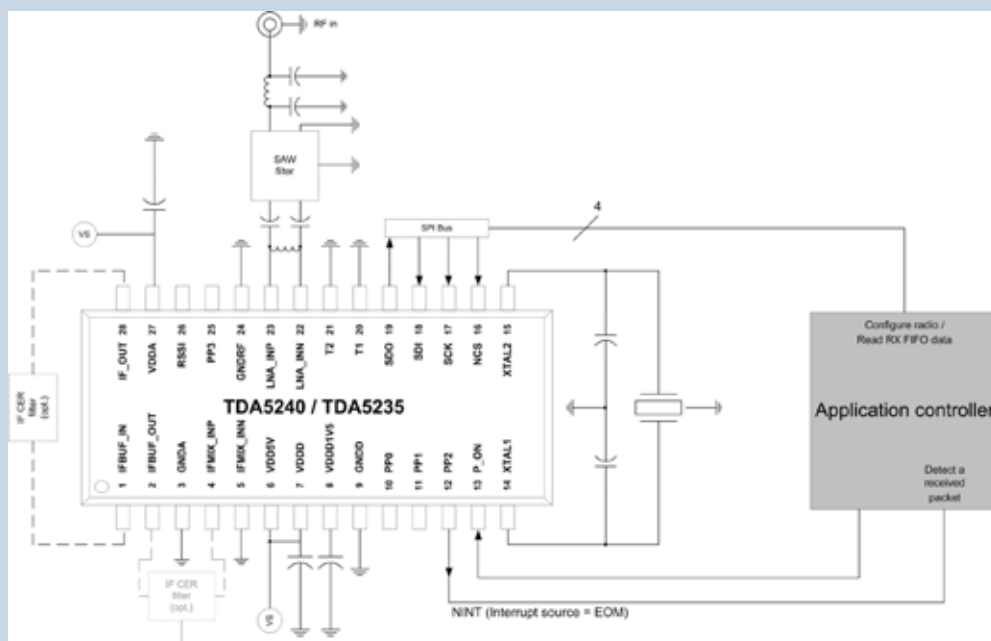 RF in
SAW
filter
VS
4
SPI Bus
28 27 26 25 24 23 22 21 20 19 18 17 16 15
IF_OUT VDDA RSSI PP3 GNDRF LNA_INP LNA_INN T2 T1 SDO SDI SCK NCS XTAL2
Configure radio /
Read RX FIFO data
IF CER
filter
(opt.)
TDA5240 / TDA5235
Application controller
IFBUF_IN IFBUF_OUT GNDA IFMIX_INP IFMIX_INN VDD5V VDDD VDDD1V5 GNDD PP0 PP1 PP2 P_ON XTAL1
1 2 3 4 5 6 7 8 9 10 11 12 13 14
Detect a
received
packet
IF CER
filter
(opt.)
VS
NINT (Interrupt source = EOM)